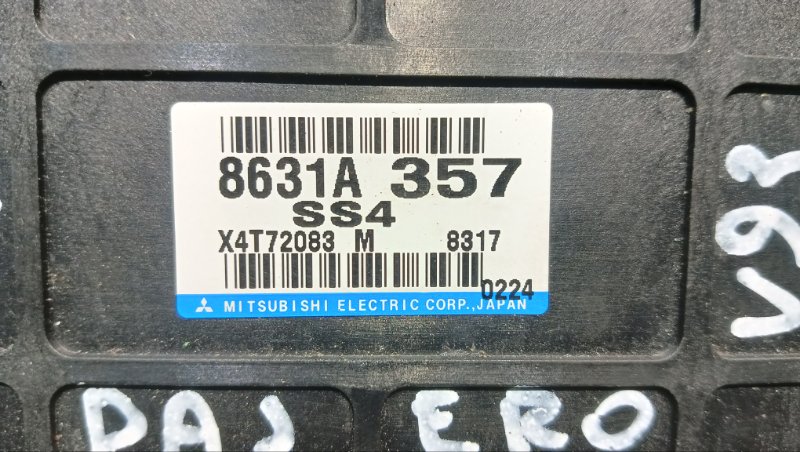 8631A 357
SS4
X4T72083 M 8317
0224
MITSUBISHI ELECTRIC CORP., JAPAN
V93
PAJERO